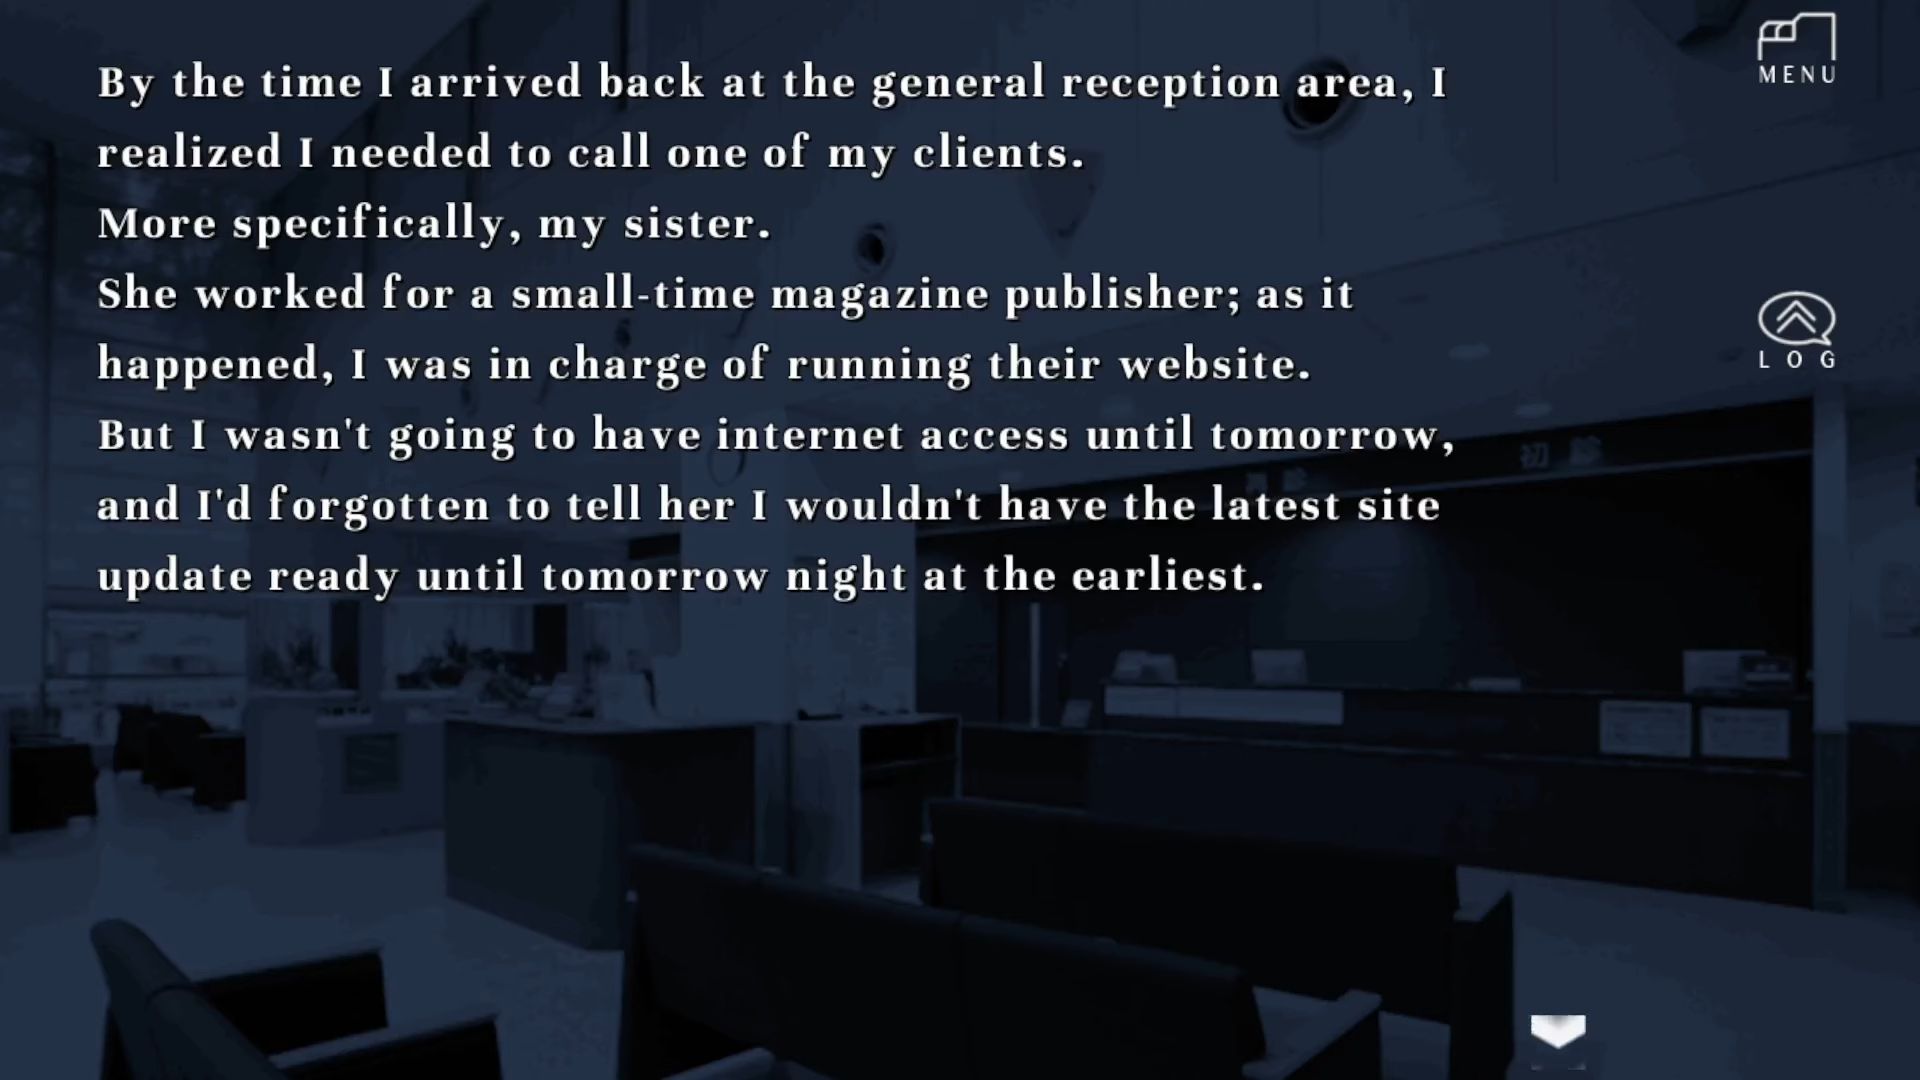 By the time I arrived back at the general reception area, I
realized I needed to call one of my clients.
More specifically, my sister.
She worked for a small-time magazine publisher; as it
happened, I was in charge of running their website.
But I wasn't going to have internet access until tomorrow,
and I'd forgotten to tell her I wouldn't have the latest site
update ready until tomorrow night at the earliest.
MENU
LOG
初診